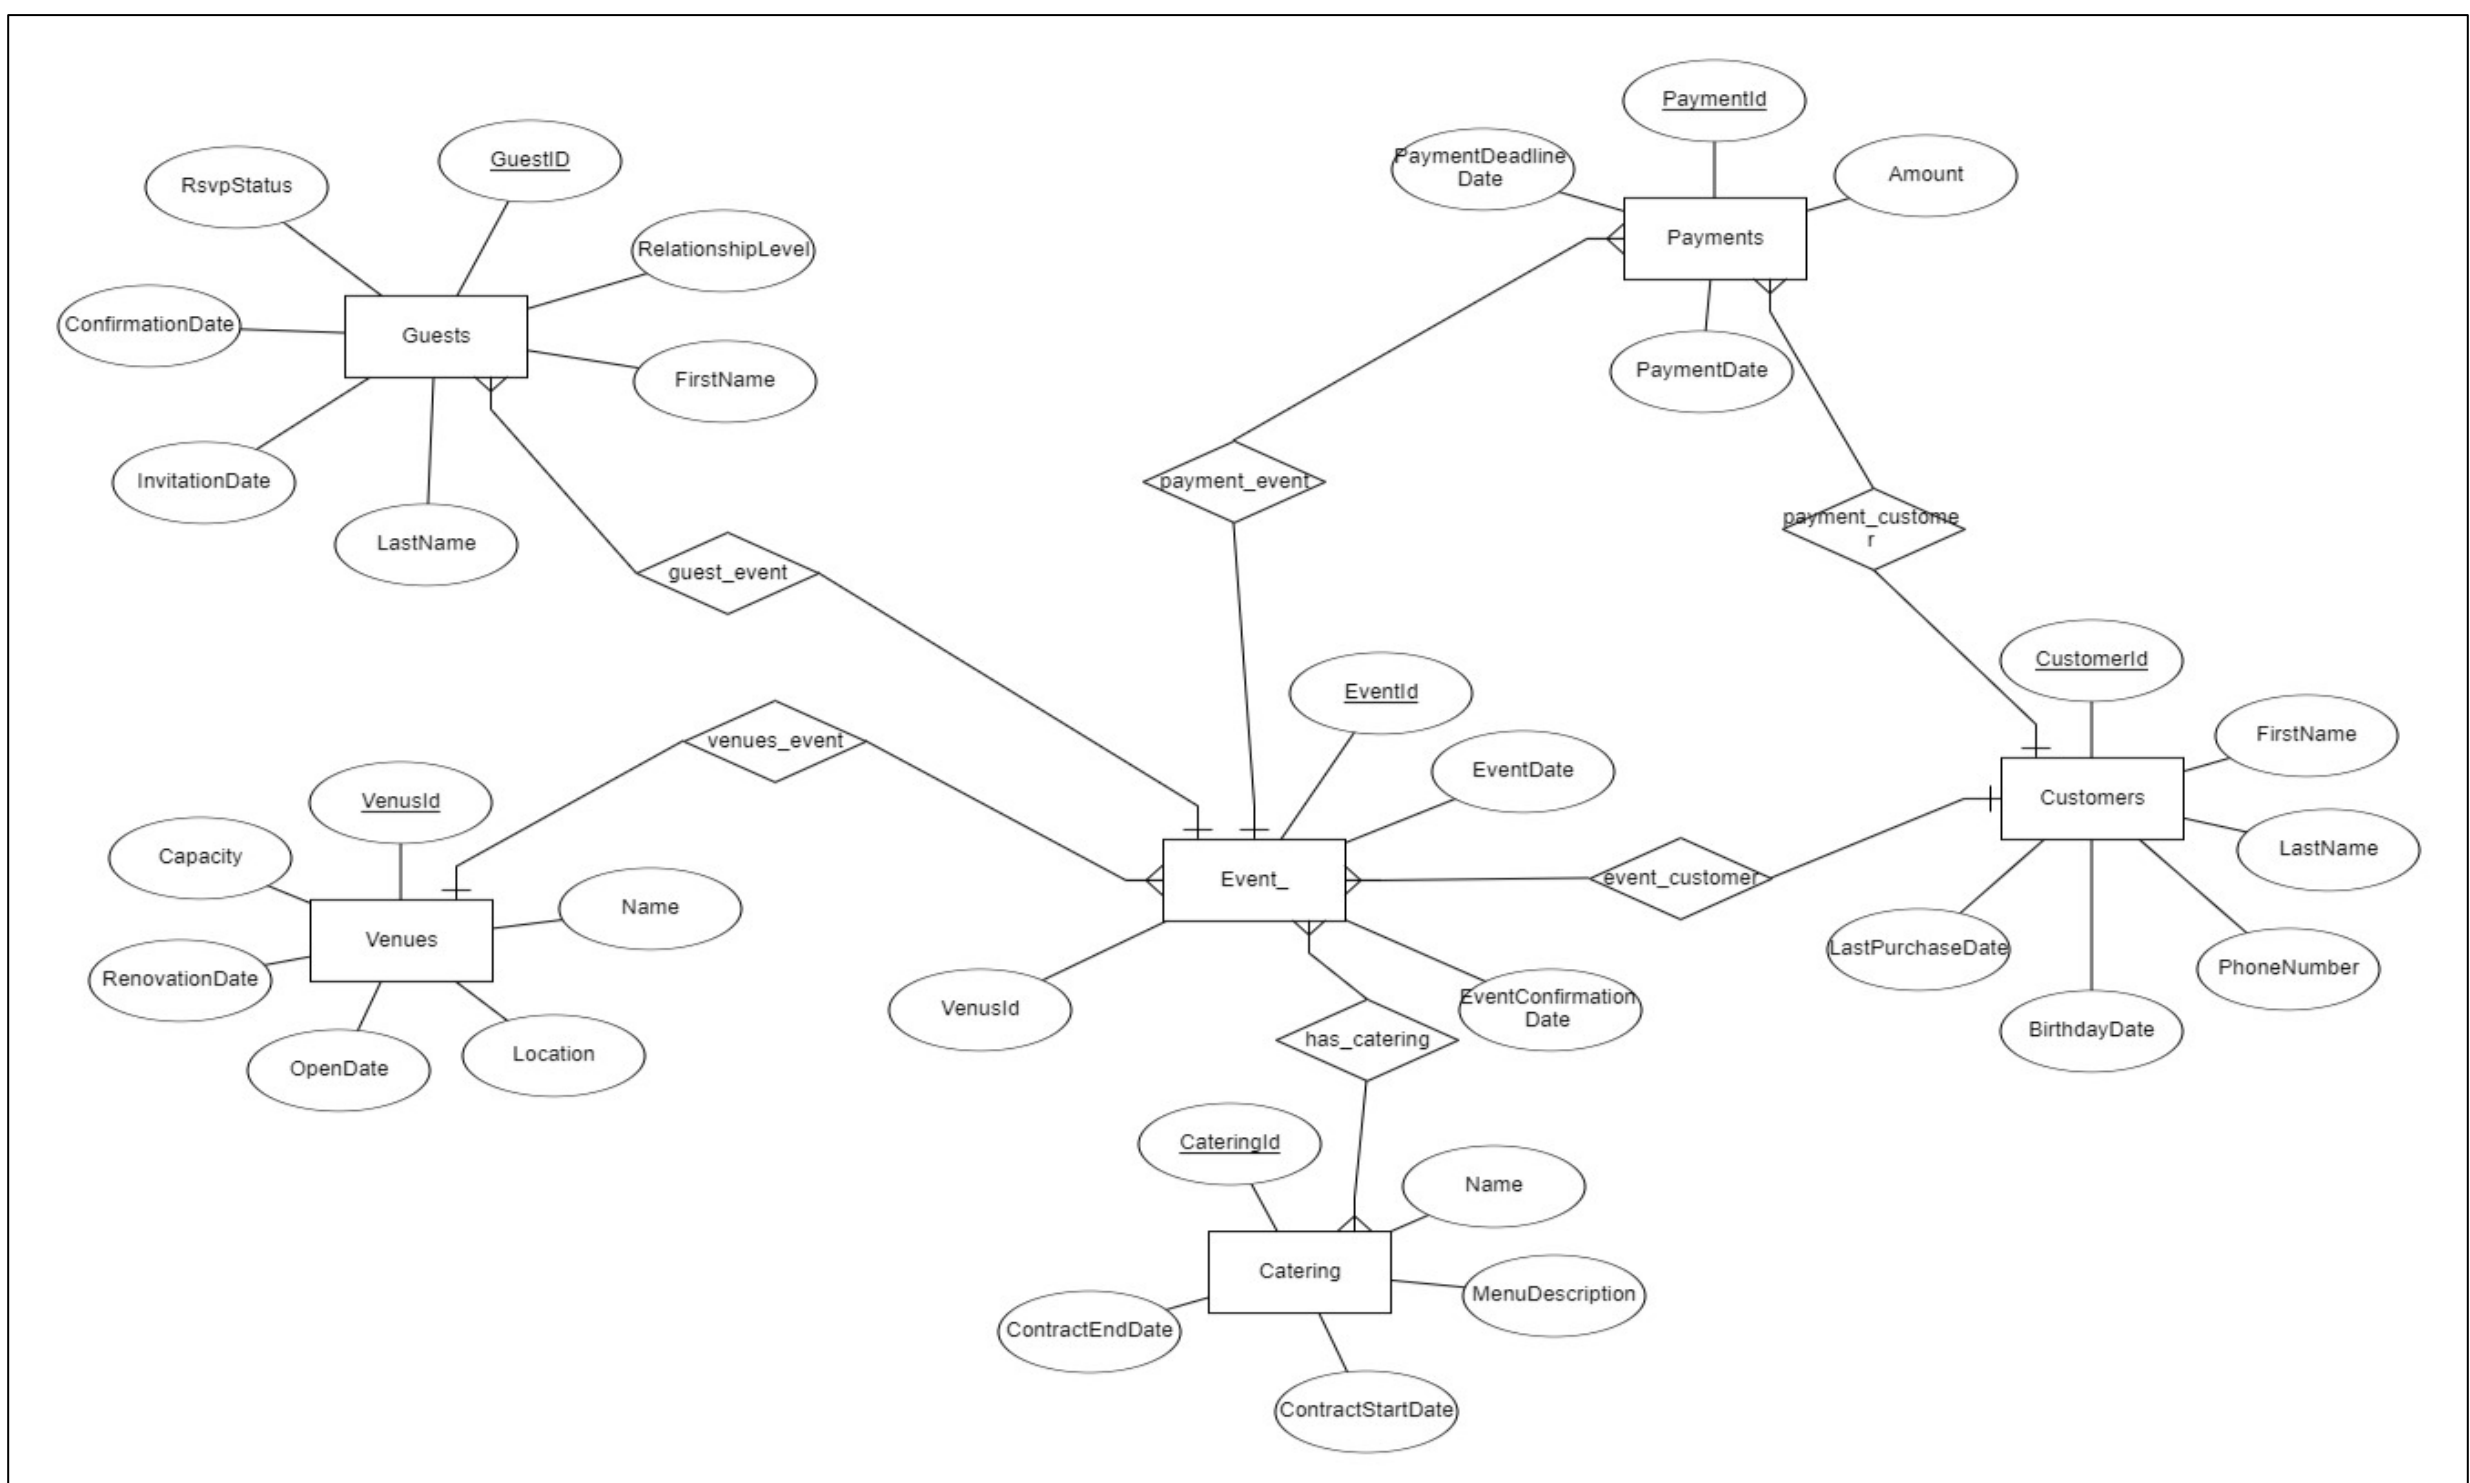 PaymentId
PaymentDeadline
Date
Amount
Payments
PaymentDate
GuestID
RsvpStatus
RelationshipLevel
ConfirmationDate
Guests
FirstName
InvitationDate
LastName
guest_event
payment_event
payment_custome
r
venues_event
VenusId
Capacity
Name
Venues
RenovationDate
OpenDate
Location
EventId
EventDate
Event_
VenusId
EventConfirmation
Date
event_customer
CustomerId
FirstName
Customers
LastName
LastPurchaseDate
PhoneNumber
BirthdayDate
has_catering
CateringId
Name
Catering
MenuDescription
ContractEndDate
ContractStartDate